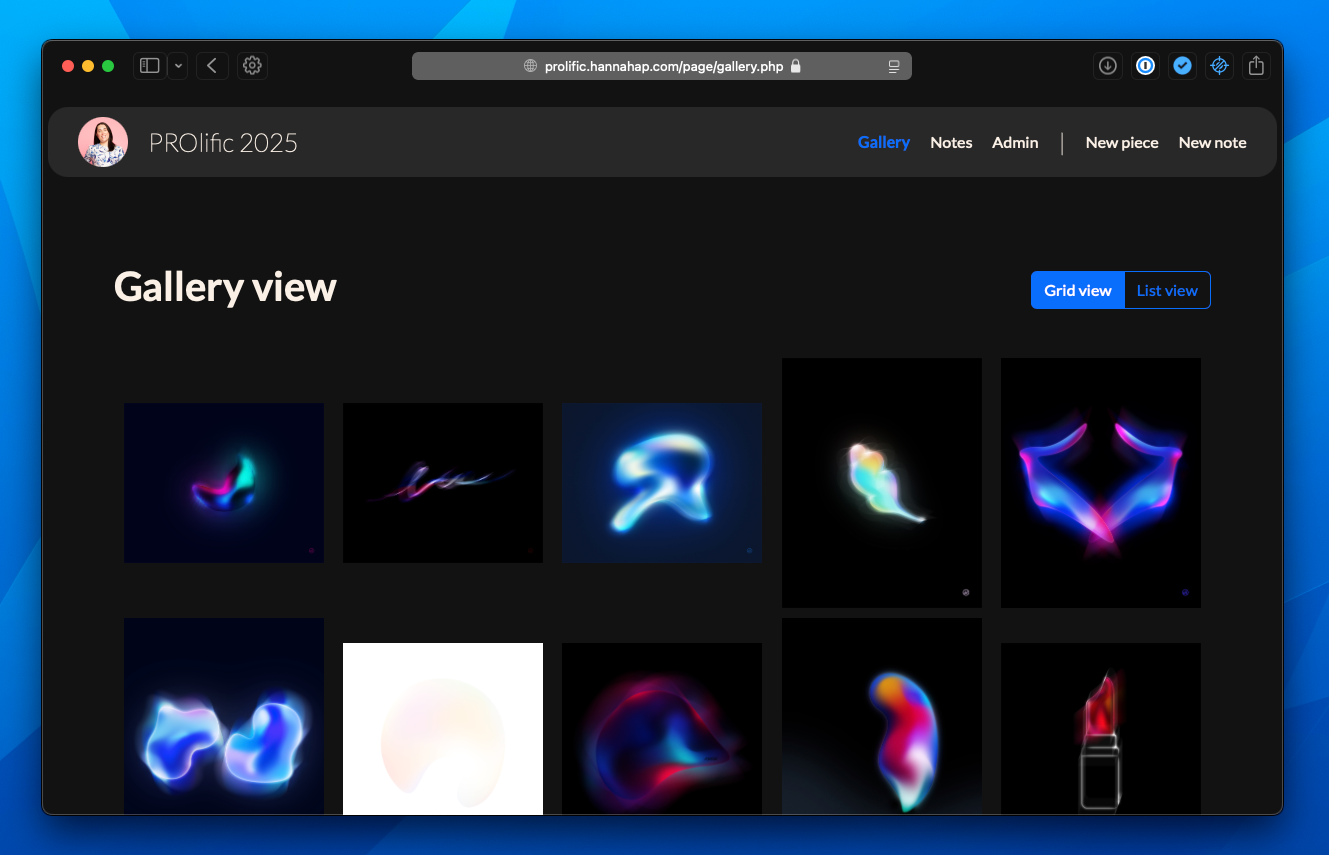 prolific.hannahap.com/page/gallery.php
PROlific 2025
Gallery Notes Admin New piece New note
Gallery view
Grid view List view